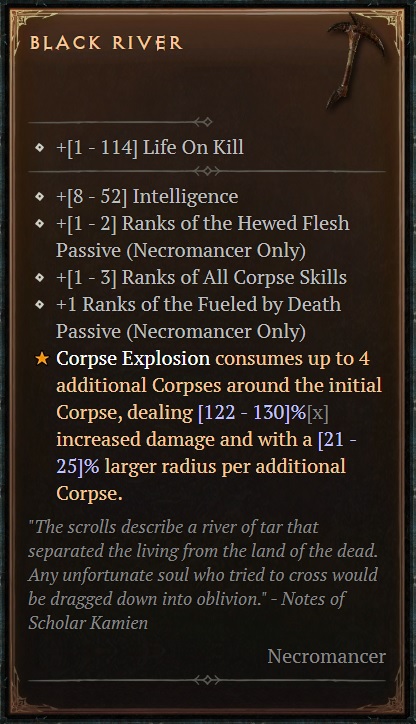 BLACK RIVER
+[1 - 114] Life On Kill
+[8 - 52] Intelligence
+[1 - 2] Ranks of the Hewed Flesh
Passive (Necromancer Only)
+[1 - 3] Ranks of All Corpse Skills
+1 Ranks of the Fueled by Death
Passive (Necromancer Only)
Corpse Explosion consumes up to 4
additional Corpses around the initial
Corpse, dealing [122 - 130]%[x]
increased damage and with a [21 -
25]% larger radius per additional
Corpse.
"The scrolls describe a river of tar that
separated the living from the land of the dead.
Any unfortunate soul who tried to cross would
be dragged down into oblivion." - Notes of
Scholar Kamien
Necromancer